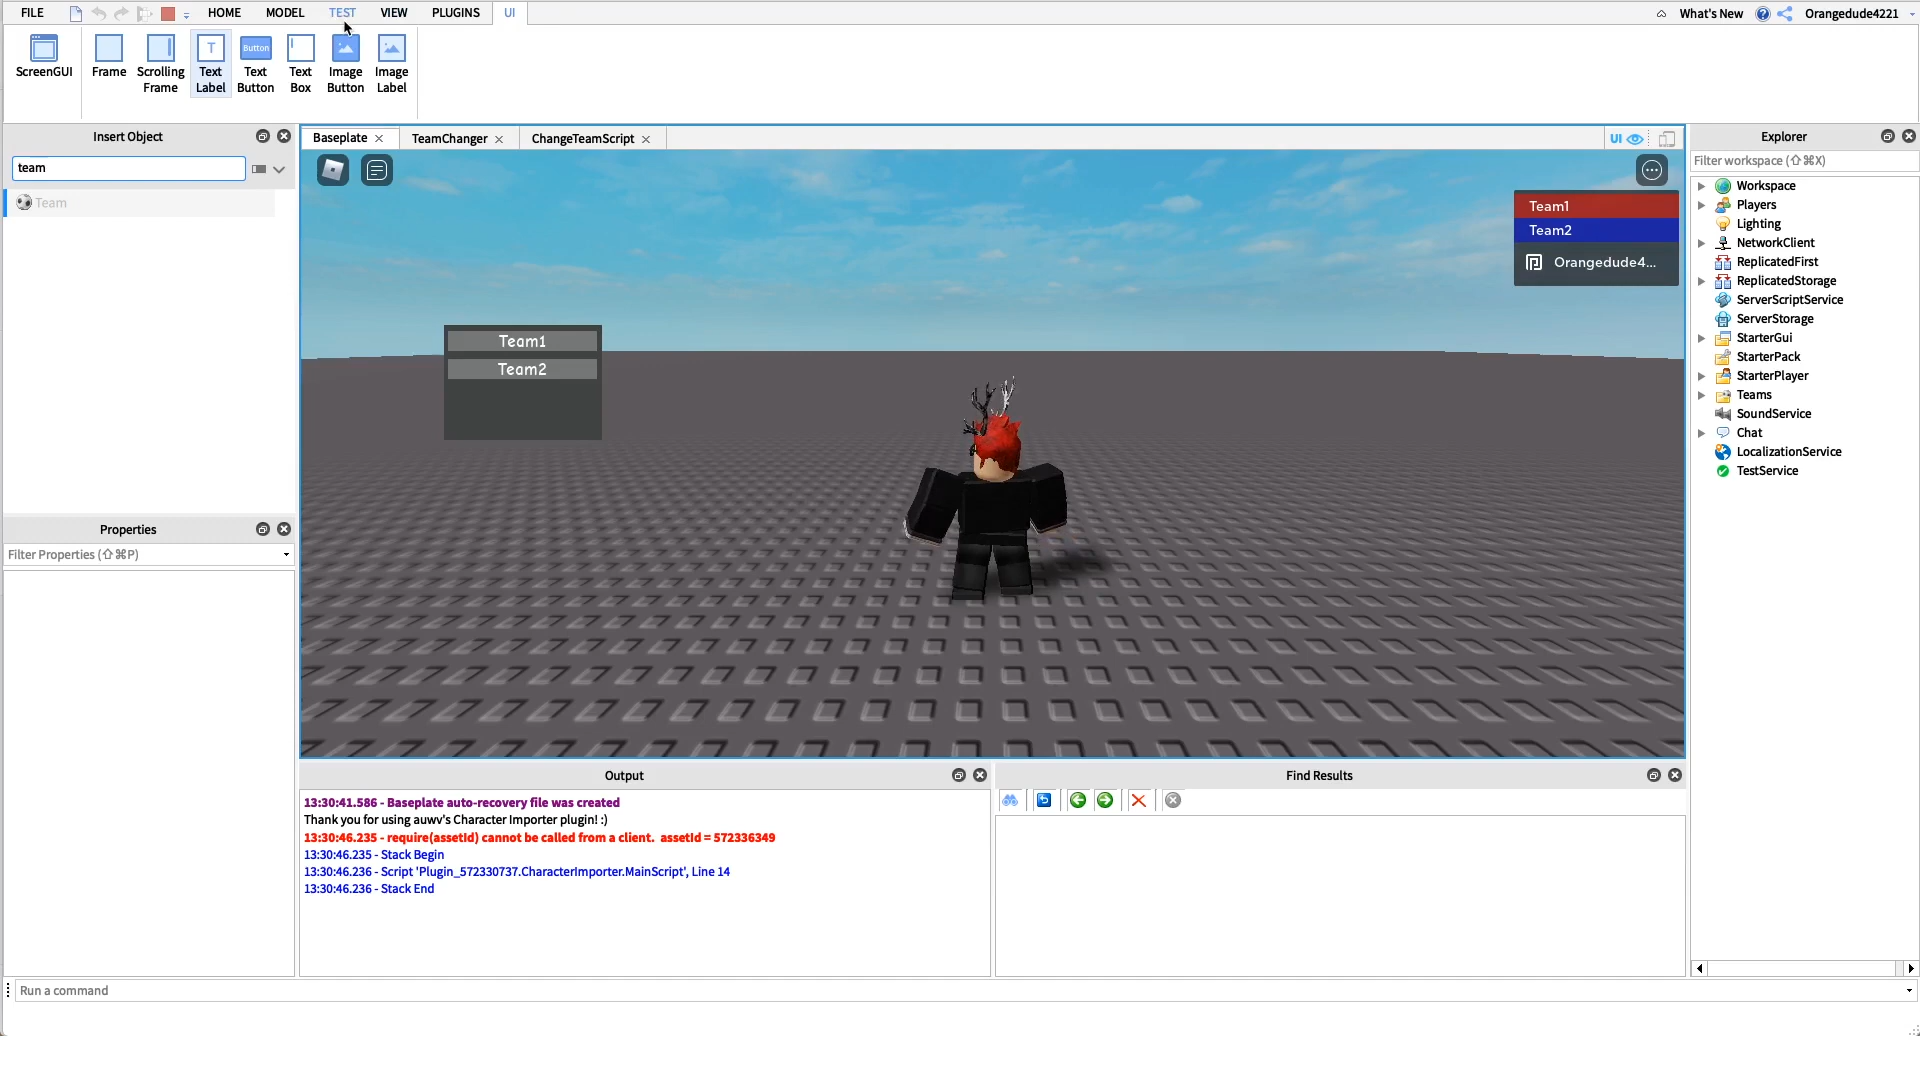 FILE HOME MODEL TEST VIEW PLUGINS UI What's New Orangedude4221
T Button
ScreenGUI Frame Scrolling Frame Text Label Text Button Text Box Image Button Image Label
Insert Object
team
Team
Properties
Filter Properties (⇧⌘P)
Baseplate TeamChanger ChangeTeamScript UI
Team1
Team2
Orangedude4...
Team1
Team2
Output
13:30:41.586 - Baseplate auto-recovery file was created
Thank you for using auwv's Character Importer plugin! :)
13:30:46.235 - require(assetId) cannot be called from a client. assetId = 572336349
13:30:46.235 - Stack Begin
13:30:46.236 - Script 'Plugin_572330737.CharacterImporter.MainScript', Line 14
13:30:46.236 - Stack End
Find Results
Explorer
Filter workspace (⇧⌘X)
Workspace
Players
Lighting
NetworkClient
ReplicatedFirst
ReplicatedStorage
ServerScriptService
ServerStorage
StarterGui
StarterPack
StarterPlayer
Teams
SoundService
Chat
LocalizationService
TestService
Run a command